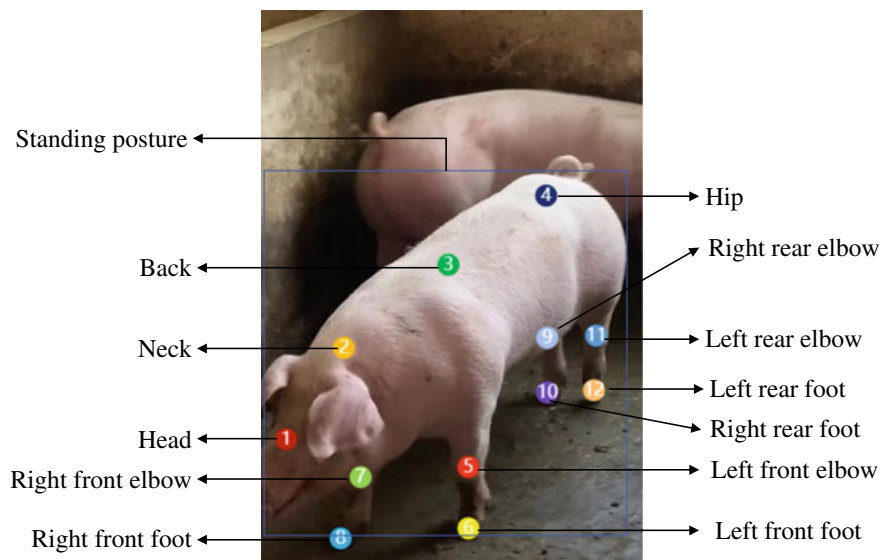 Standing posture
4
Hip
Right rear elbow
3
Back
2
Neck
9
11
Left rear elbow
10
12
Left rear foot
Right rear foot
1
Head
5
Left front elbow
7
Right front elbow
6
Left front foot
8
Right front foot